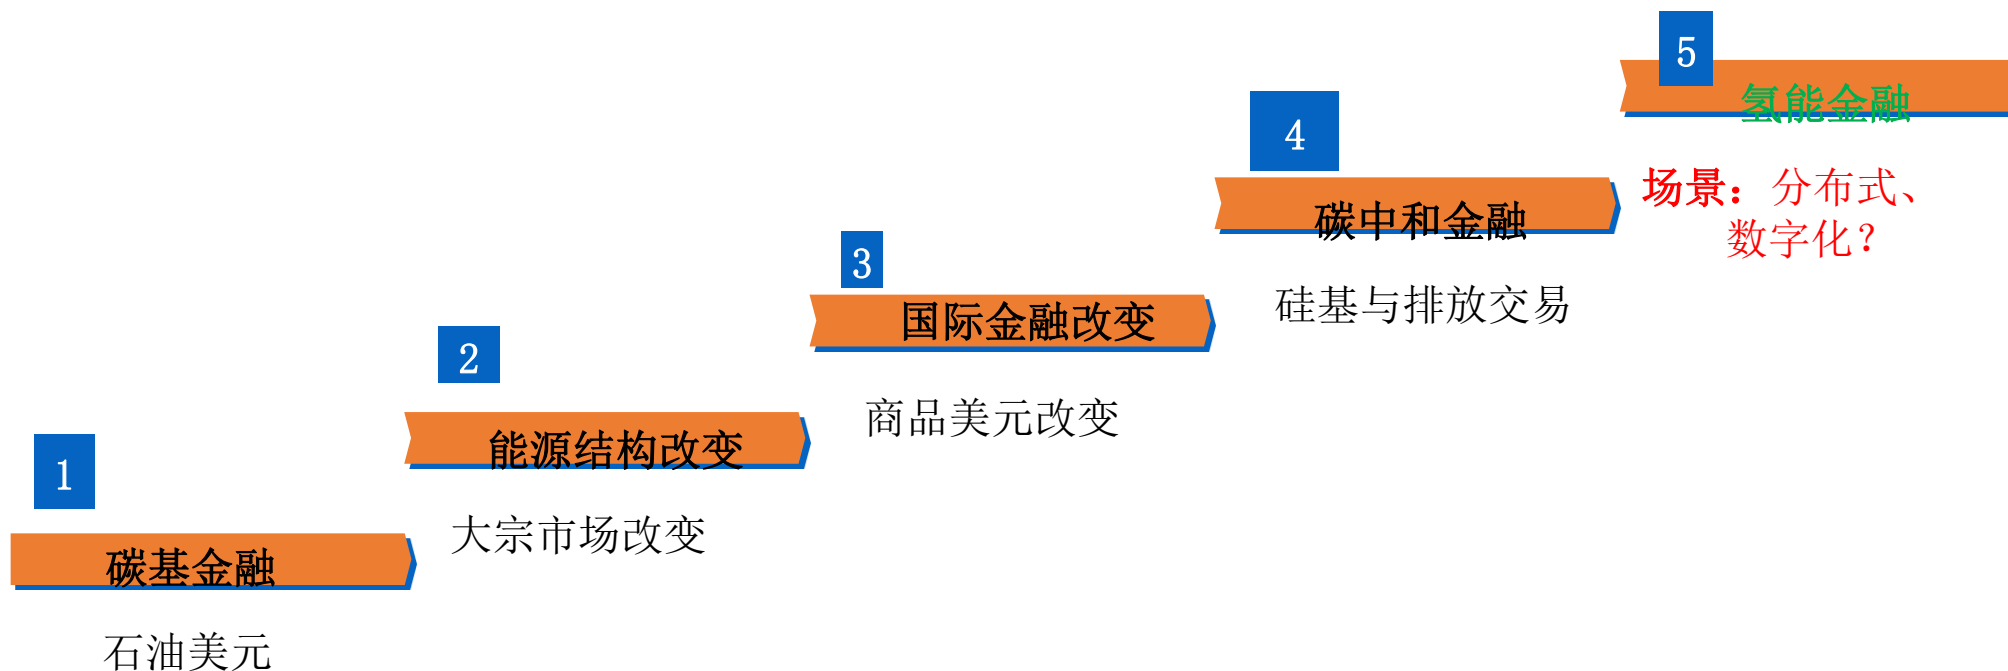 1
碳基金融
石油美元
2
能源结构改变
大宗市场改变
3
国际金融改变
商品美元改变
4
碳中和金融
硅基与排放交易
5
氢能金融
场景：分布式、
数字化？